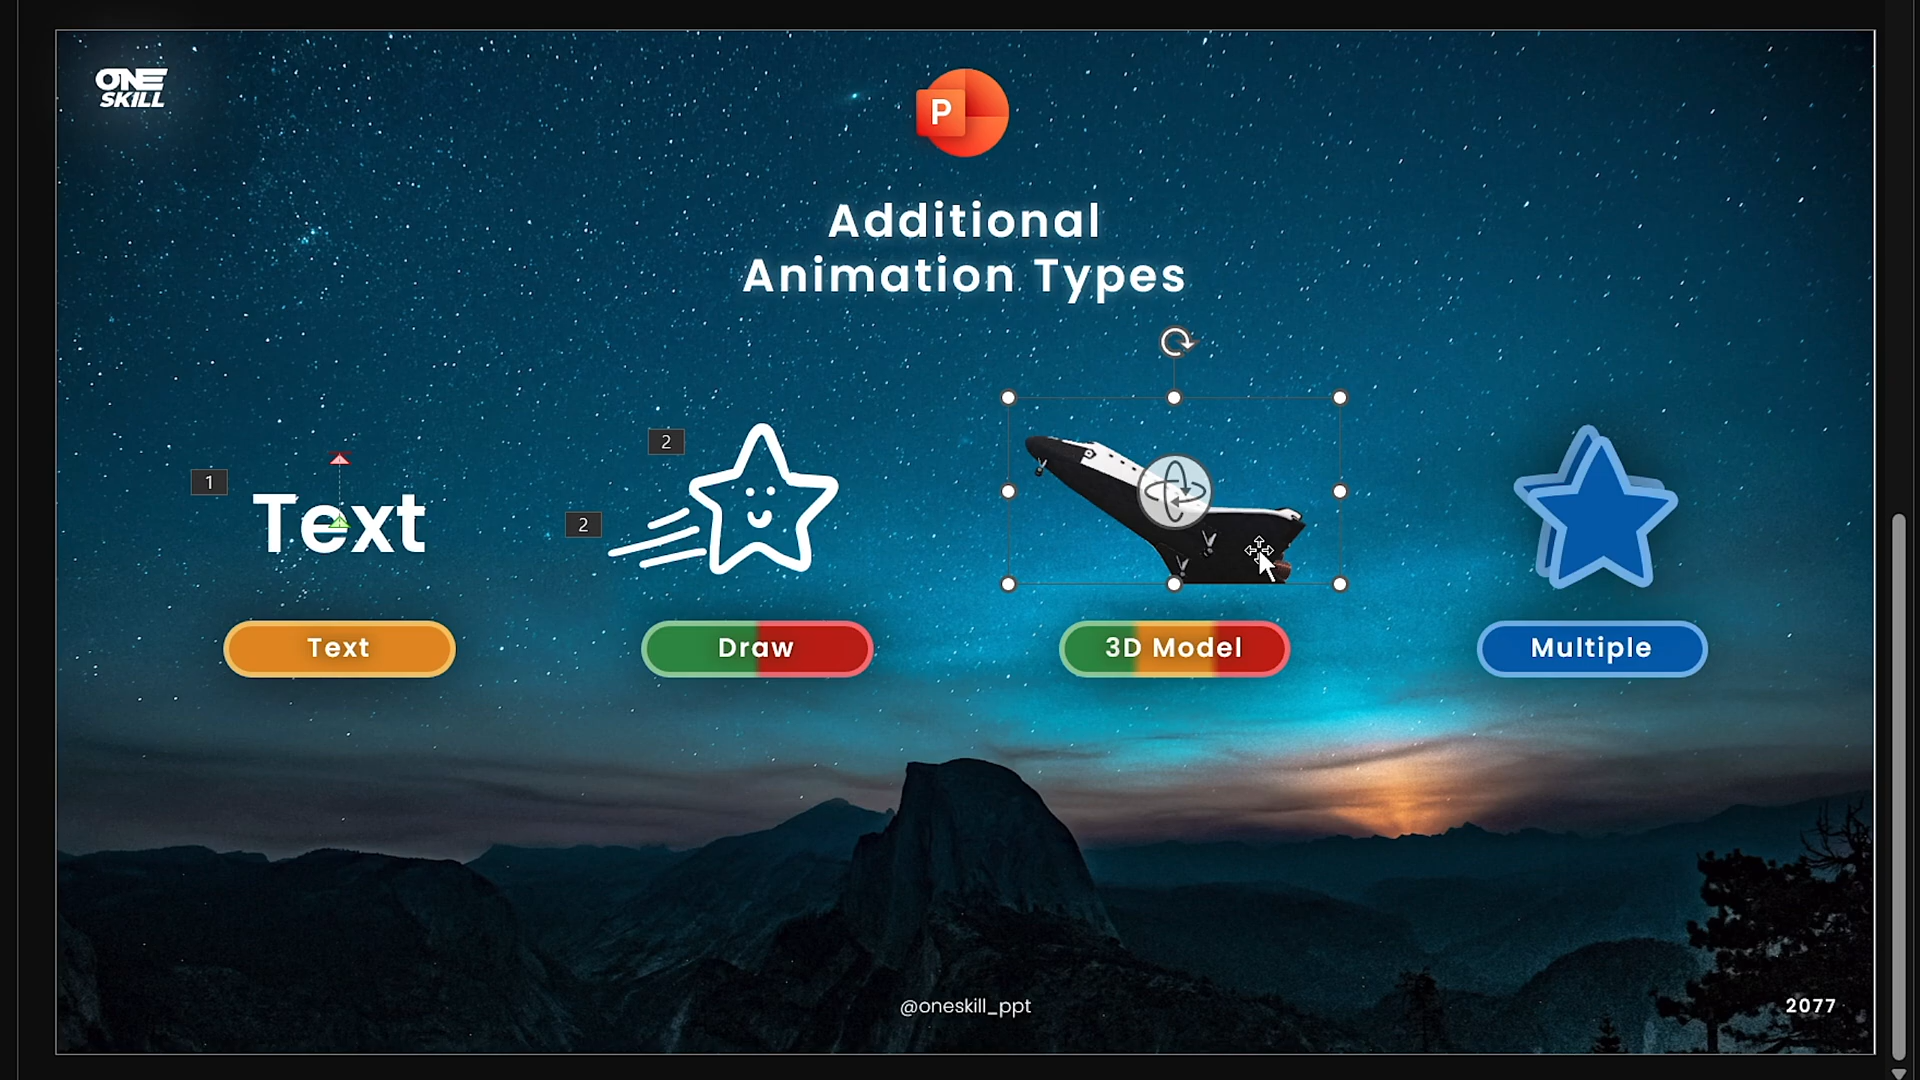 ONE
SKILL
P
Additional
Animation Types
1
Text
2
2
Text
Draw
3D Model
Multiple
@oneskill_ppt
2077